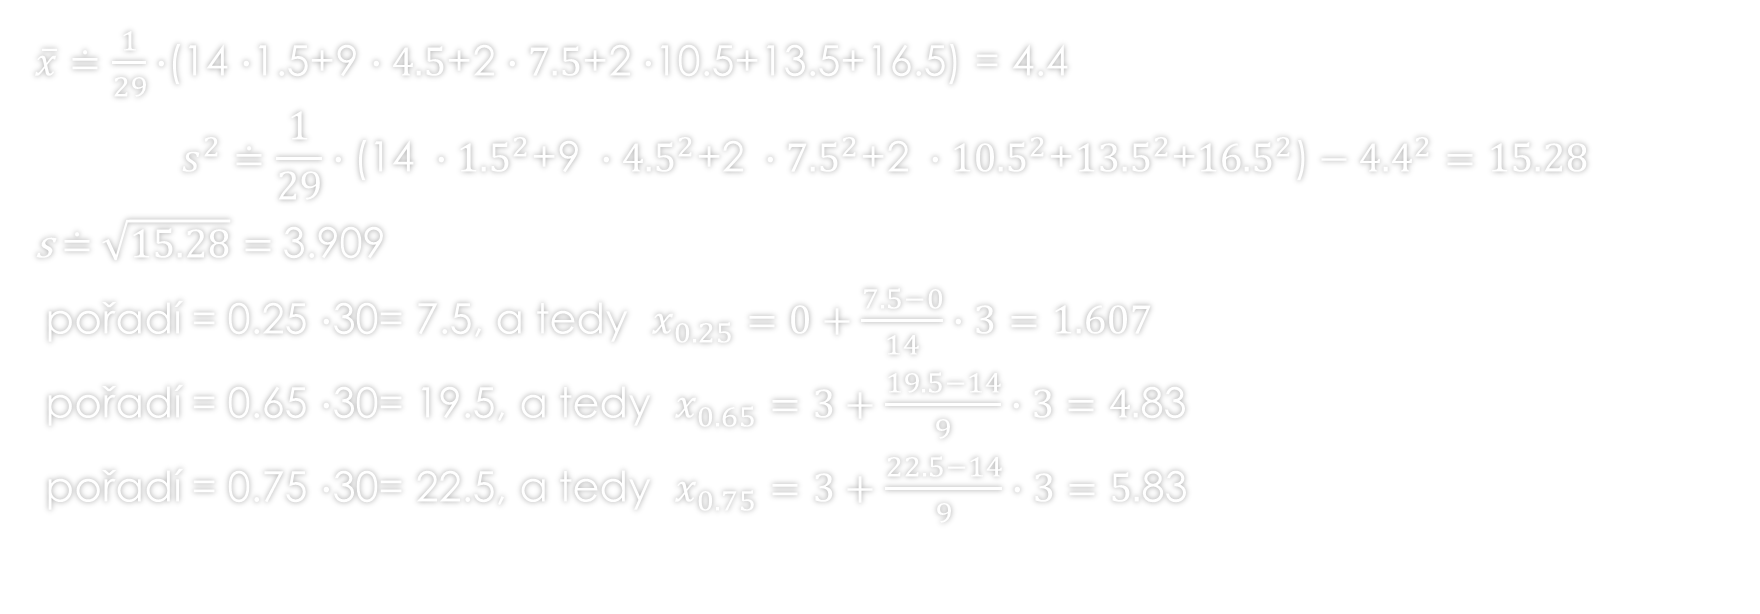 x̄ ≐ 1/29 ·(14 ·1.5+9 · 4.5+2 · 7.5+2 ·10.5+13.5+16.5) = 4.4
s² ≐ 1/29 · (14 · 1.5²+9 · 4.5²+2 · 7.5²+2 · 10.5²+13.5²+16.5²) − 4.4² = 15.28
s ≐ √15.28 = 3.909
pořadí = 0.25 ·30= 7.5, a tedy x₀.₂₅ = 0 + (7.5−0)/14 · 3 = 1.607
pořadí = 0.65 ·30= 19.5, a tedy x₀.₆₅ = 3 + (19.5−14)/9 · 3 = 4.83
pořadí = 0.75 ·30= 22.5, a tedy x₀.₇₅ = 3 + (22.5−14)/9 · 3 = 5.83